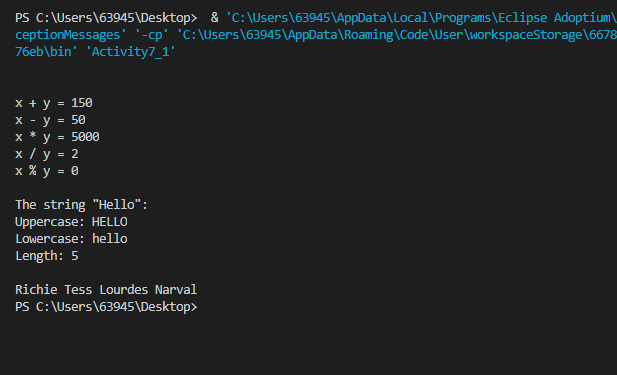 PS C:\Users\63945\Desktop>  & 'C:\Users\63945\AppData\Local\Programs\Eclipse Adoptium\
ceptionMessages' '-cp' 'C:\Users\63945\AppData\Roaming\Code\User\workspaceStorage\6678
76eb\bin' 'Activity7_1'
x + y = 150
x - y = 50
x * y = 5000
x / y = 2
x % y = 0
The string "Hello":
Uppercase: HELLO
Lowercase: hello
Length: 5
Richie Tess Lourdes Narval
PS C:\Users\63945\Desktop>